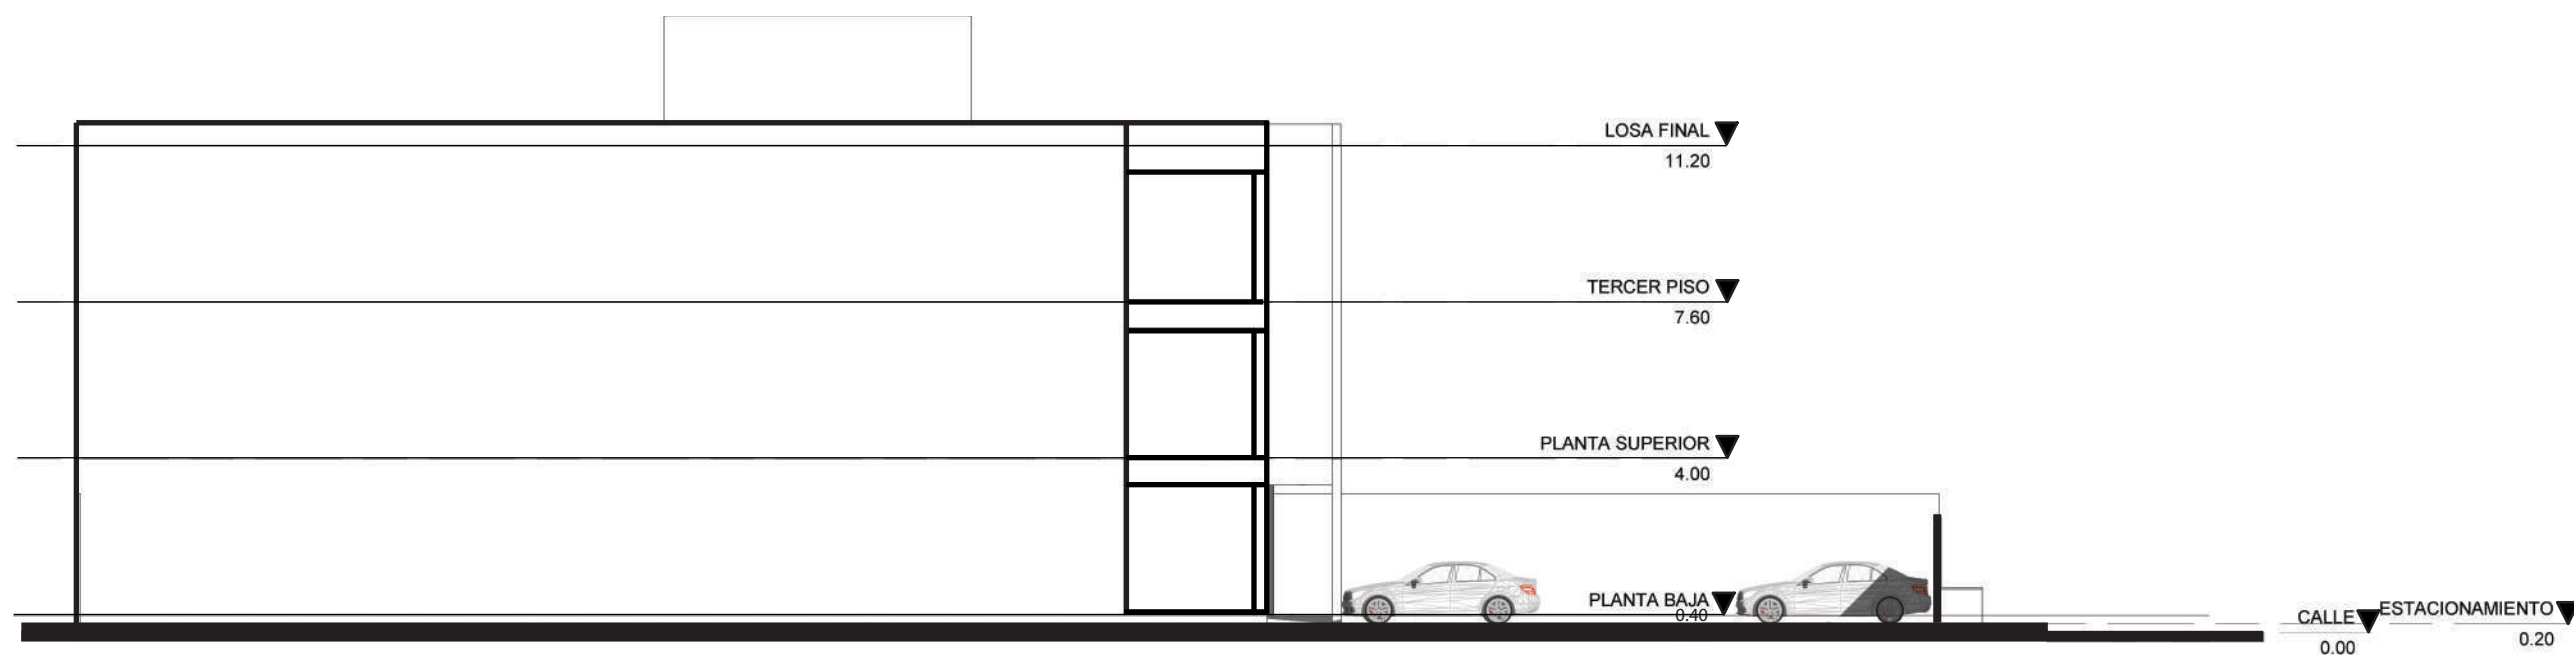 LOSA FINAL
11.20
TERCER PISO
7.60
PLANTA SUPERIOR
4.00
PLANTA BAJA
0.40
CALLE
0.00
ESTACIONAMIENTO
0.20